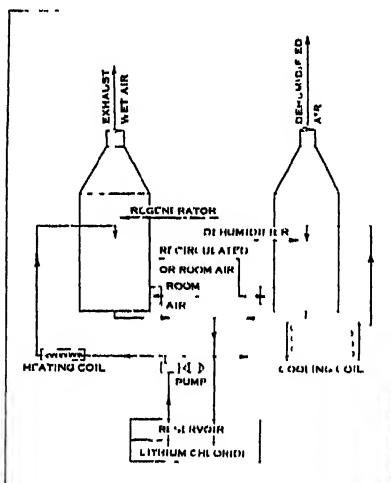 EXHAUST
WET AIR
DEHUMIDIFIED
AIR
REGENERATOR
DEHUMIDIFIER
RECIRCULATED
OR ROOM AIR
ROOM
AIR
HEATING COIL
PUMP
COOLING COIL
RESERVOIR
LITHIUM CHLORIDE